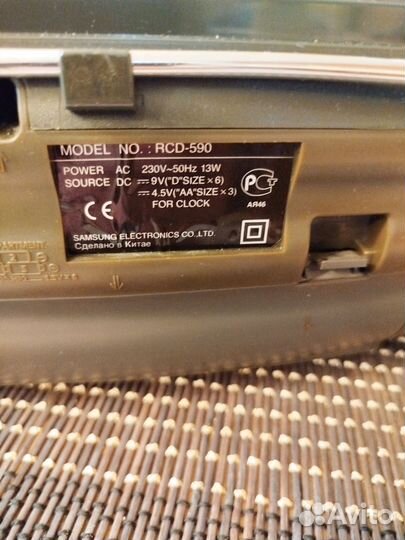 MODEL NO. : RCD-590
POWER AC 230V~50Hz 13W
SOURCE DC 9V("D"SIZE × 6)
4.5V("AA"SIZE × 3)
FOR CLOCK
CE
АЯ46
SAMSUNG ELECTRONICS CO.,LTD.
Сделано в Китае
Avito